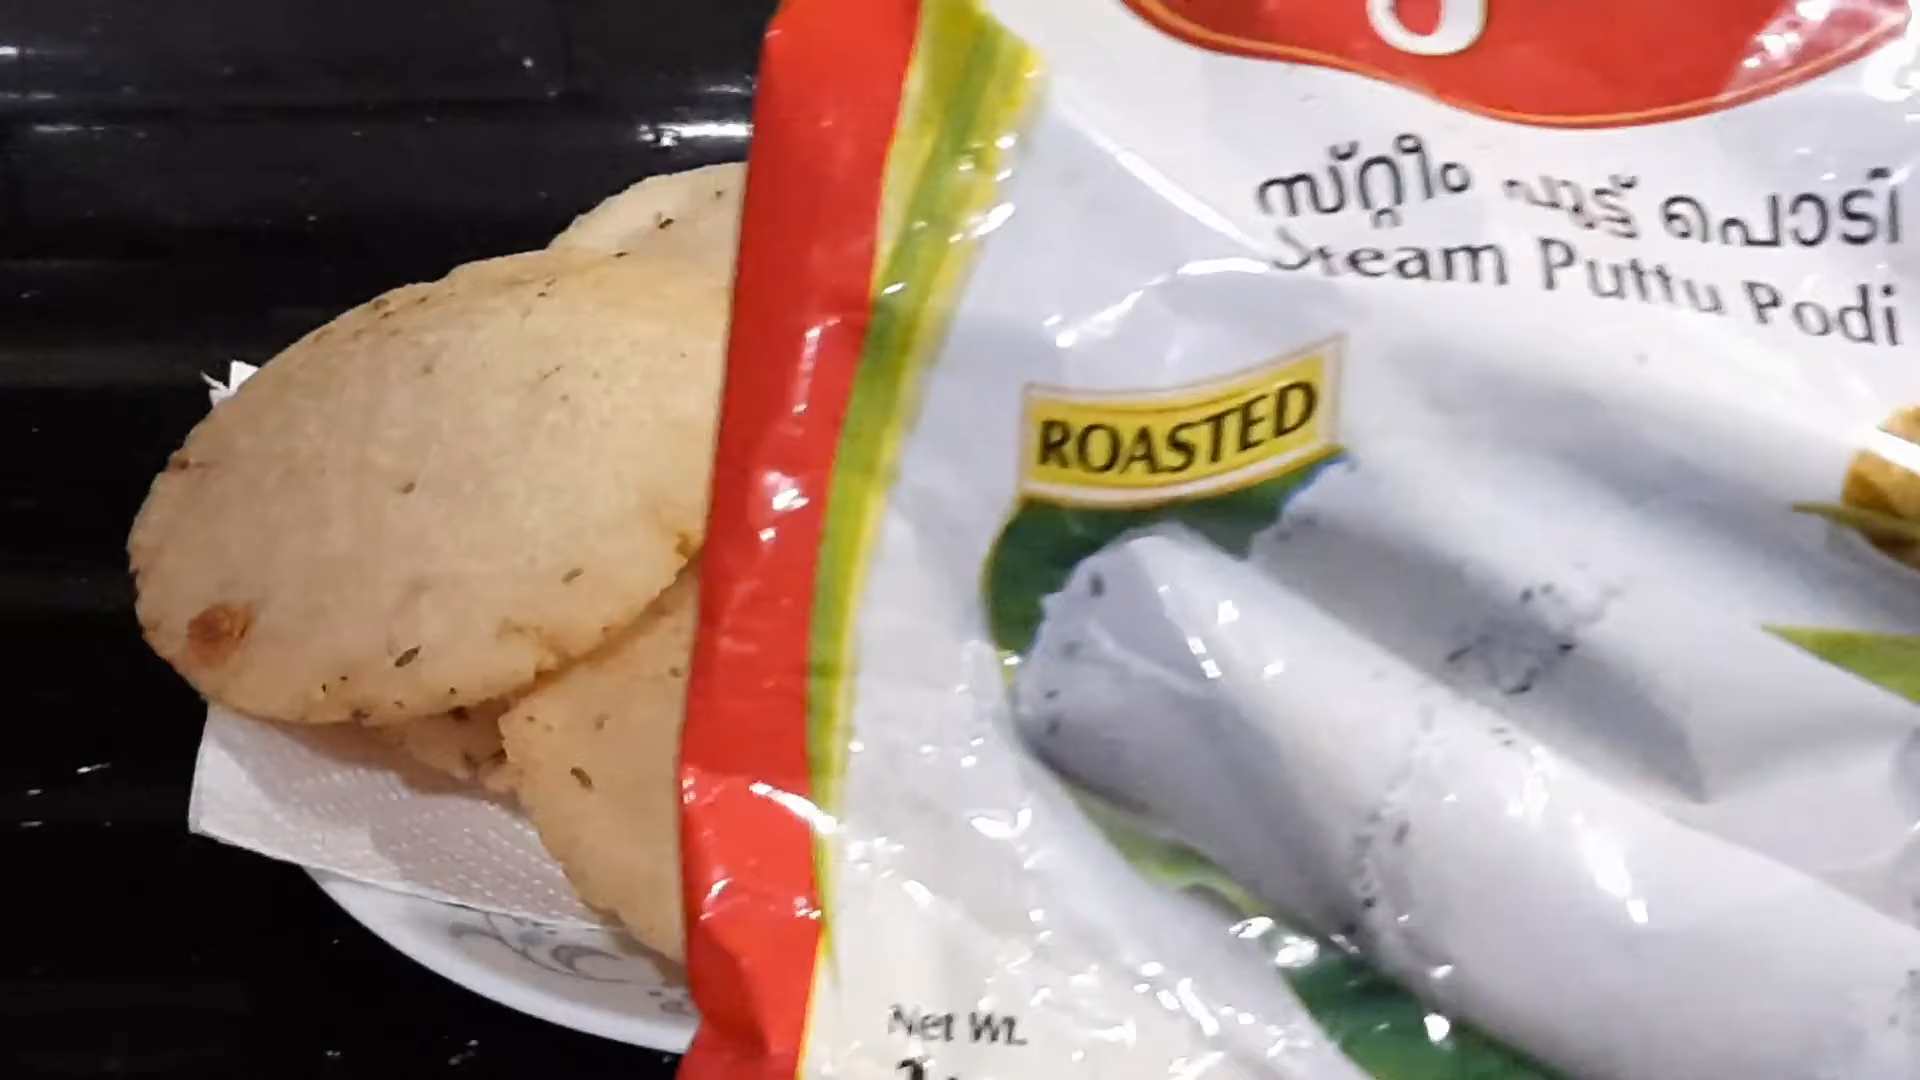 സ്റ്റീം പുട്ട് പൊടി
Steam Puttu Podi
ROASTED
Net Wt.